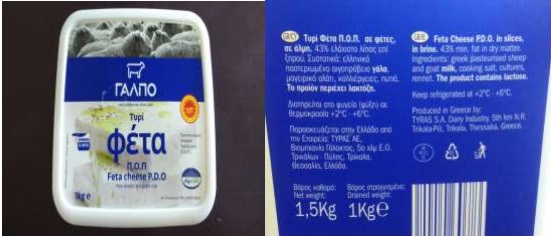 ΓΑΛΠΟ
Τυρί
φέτα
Π.Ο.Π
Feta cheese P.D.O
1kg e
Τυρί Φέτα Π.Ο.Π. σε φέτες,
σε άλμη. 43% ελάχιστο λίπος επί
ξηρού. Συστατικά: ελληνικό
παστεριωμένο αιγοπρόβειο γάλα,
μαγειρικό αλάτι, καλλιέργειες, πυτιά.
Το προϊόν περιέχει λακτόζη.
Διατηρείται στο ψυγείο (ψύξη) σε
θερμοκρασία +2°C - +6°C.
Παρασκευάζεται στην Ελλάδα από
την Εταιρεία: ΤΥΡΑΣ ΑΕ,
Βιομηχανία Γάλακτος, 5ο χλμ Ε.Ο.
Τρικάλων - Πύλης, Τρίκαλα,
Θεσσαλία, Ελλάδα.
Βάρος καθαρό:
Net weight:
1,5Kg
Βάρος στραγγισμένο:
Drained weight:
1Kg e
Feta Cheese P.D.O. in slices,
in brine. 43% min. fat in dry matter.
Ingredients: greek pasteurised sheep
and goat milk, cooking salt, cultures,
rennet. The product contains lactose.
Keep refrigerated at +2°C - +6°C.
Produced in Greece by:
TYRAS S.A. Dairy Industry, 5th km N.R.
Trikala-Pili, Trikala, Thessalia, Greece